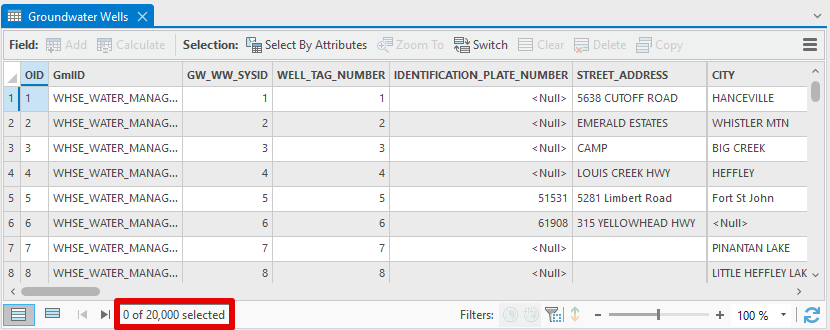 Groundwater Wells
Field: Add Calculate Selection: Select By Attributes Zoom To Switch Clear Delete Copy
OID GmlID GW_WW_SYSID WELL_TAG_NUMBER IDENTIFICATION_PLATE_NUMBER STREET_ADDRESS CITY
1 1 WHSE_WATER_MANAG... 1 1 <Null> 5638 CUTOFF ROAD HANCEVILLE
2 2 WHSE_WATER_MANAG... 2 2 <Null> EMERALD ESTATES WHISTLER MTN
3 3 WHSE_WATER_MANAG... 3 3 <Null> CAMP BIG CREEK
4 4 WHSE_WATER_MANAG... 4 4 <Null> LOUIS CREEK HWY HEFFLEY
5 5 WHSE_WATER_MANAG... 5 5 51531 5281 Limbert Road Fort St John
6 6 WHSE_WATER_MANAG... 6 6 61908 315 YELLOWHEAD HWY <Null>
7 7 WHSE_WATER_MANAG... 7 7 <Null> PINANTAN LAKE
8 8 WHSE_WATER_MANAG... 8 8 <Null> LITTLE HEFFLEY LAK
0 of 20,000 selected Filters: 100 %